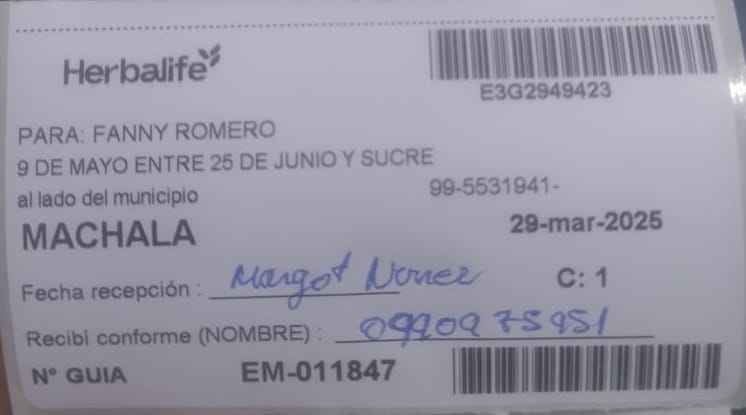 Herbalife
E3G2949423
PARA: FANNY ROMERO
9 DE MAYO ENTRE 25 DE JUNIO Y SUCRE
al lado del municipio 99-5531941-
MACHALA 29-mar-2025
Fecha recepción : Margot Nunez C: 1
Recibi conforme (NOMBRE) : 0990975951
N° GUIA EM-011847